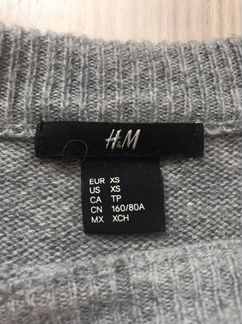 H&M
EUR XS
US XS
CA TP
CN 160/80A
MX XCH